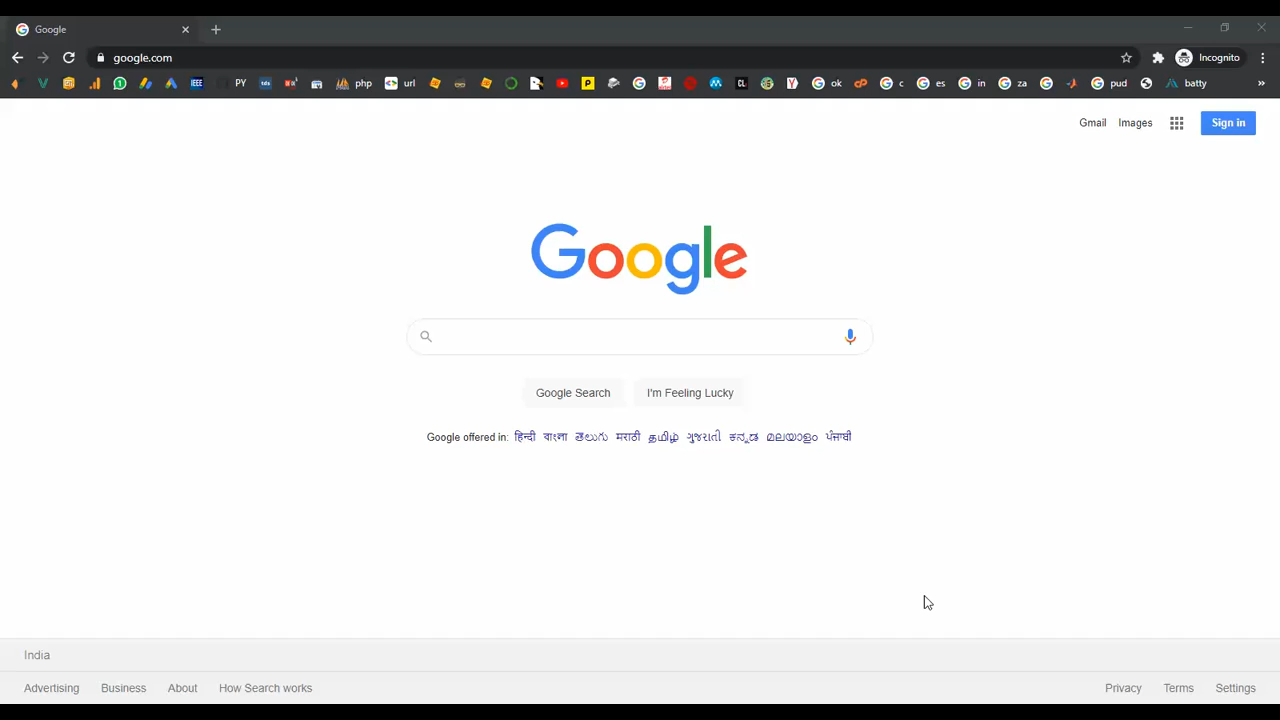 Google
google.com
Incognito
PY
php
url
ok
c
es
in
za
pud
batty
Gmail Images Sign in
Google
Google Search I'm Feeling Lucky
Google offered in: हिन्दी বাংলা తెలుగు मराठी தமிழ் ગુજરાતી ಕನ್ನಡ മലയാളം ਪੰਜਾਬੀ
India
Advertising Business About How Search works Privacy Terms Settings